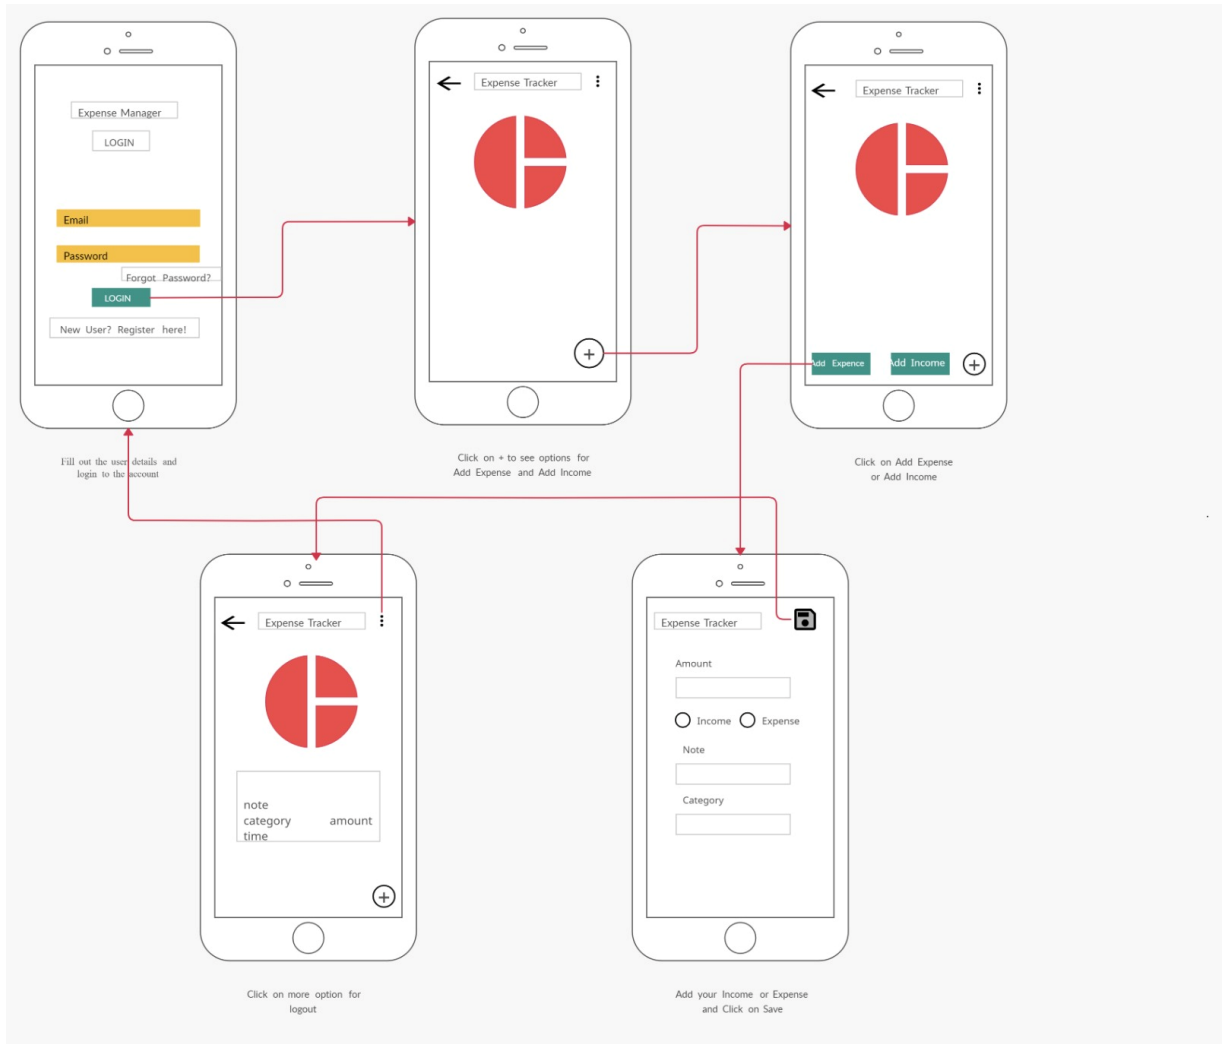 Expense Manager
LOGIN
Email
Password
Forgot Password?
LOGIN
New User? Register here!
Fill out the user details and
login to the account
Expense Tracker
+
Click on + to see options for
Add Expense and Add Income
Expense Tracker
Add Expence
Add Income
+
Click on Add Expense
or Add Income
Expense Tracker
note
category amount
time
+
Click on more option for
logout
Expense Tracker
Amount
Income Expense
Note
Category
Add your Income or Expense
and Click on Save
.